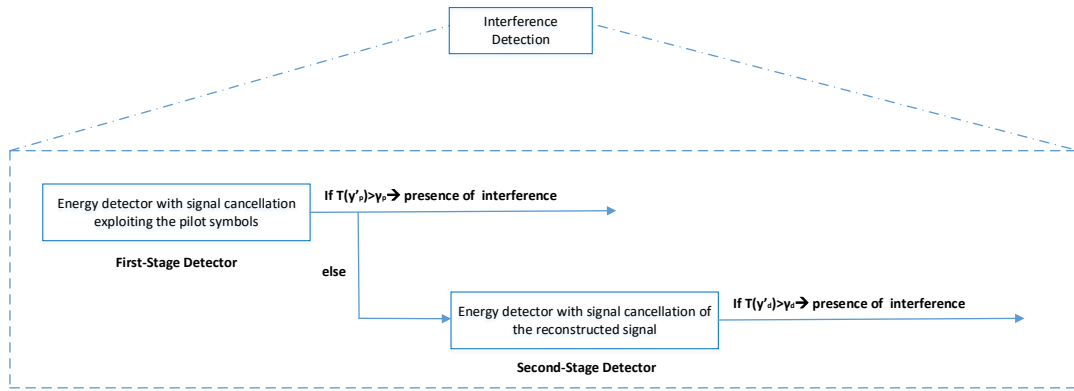 Interference
Detection
If T(y'ₚ)>γₚ→ presence of interference
Energy detector with signal cancellation
exploiting the pilot symbols
First-Stage Detector
else
If T(y'd)>γd→ presence of interference
Energy detector with signal cancellation of
the reconstructed signal
Second-Stage Detector